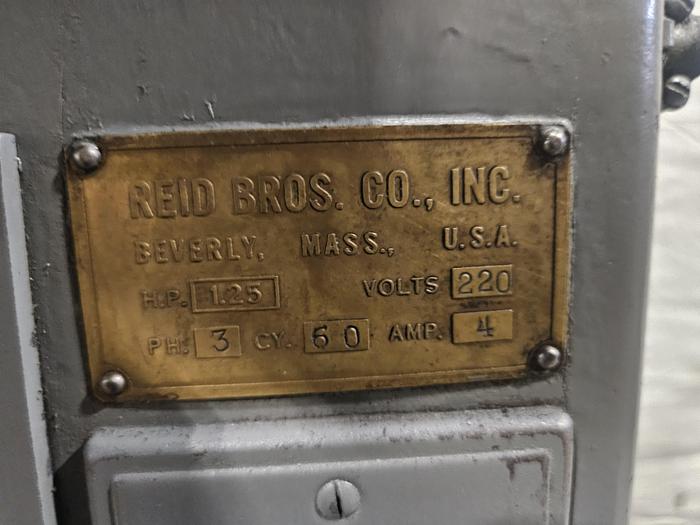 REID BROS. CO., INC.
BEVERLY, MASS., U.S.A.
H.P. 1.25 VOLTS 220
PH. 3 CY. 60 AMP. 4